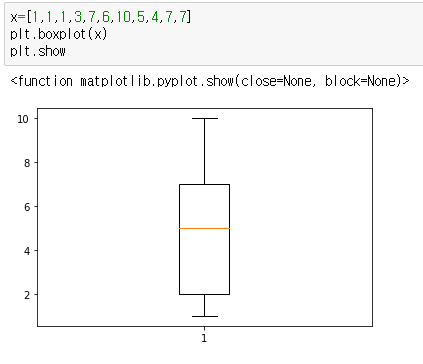 x=[1,1,1,3,7,6,10,5,4,7,7]
plt.boxplot(x)
plt.show
<function matplotlib.pyplot.show(close=None, block=None)>
10
8
6
4
2
1